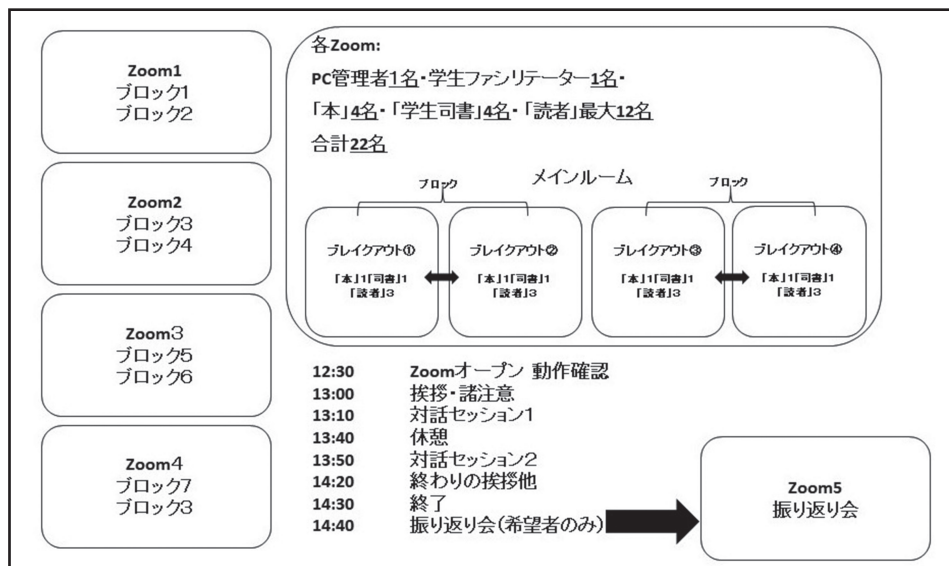 Zoom1
ブロック1
ブロック2
Zoom2
ブロック3
ブロック4
Zoom3
ブロック5
ブロック6
Zoom4
ブロック7
ブロック3
各Zoom:
PC管理者1名・学生ファシリテーター1名・
「本」4名・「学生司書」4名・「読者」最大12名
合計22名
メインルーム
ブロック
ブロック
ブレイクアウト①
「本」1「司書」1
「読者」3
ブレイクアウト②
「本」1「司書」1
「読者」3
ブレイクアウト③
「本」1「司書」1
「読者」3
ブレイクアウト④
「本」1「司書」1
「読者」3
12:30 Zoomオープン 動作確認
13:00 挨拶・諸注意
13:10 対話セッション1
13:40 休憩
13:50 対話セッション2
14:20 終わりの挨拶他
14:30 終了
14:40 振り返り会(希望者のみ)
Zoom5
振り返り会